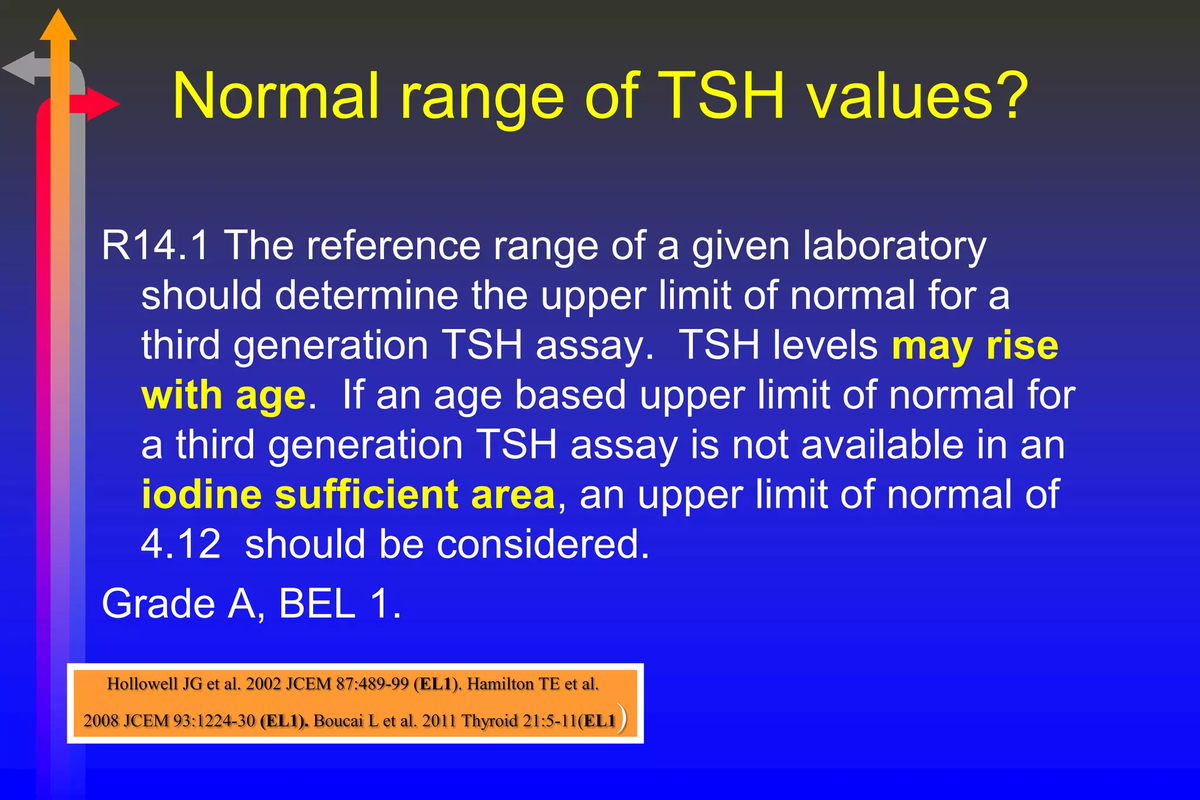 Normal range of TSH values?
R14.1 The reference range of a given laboratory
should determine the upper limit of normal for a
third generation TSH assay.  TSH levels may rise
with age.  If an age based upper limit of normal for
a third generation TSH assay is not available in an
iodine sufficient area, an upper limit of normal of
4.12  should be considered.
Grade A, BEL 1.
Hollowell JG et al. 2002 JCEM 87:489-99 (EL1). Hamilton TE et al.
2008 JCEM 93:1224-30 (EL1). Boucai L et al. 2011 Thyroid 21:5-11(EL1)